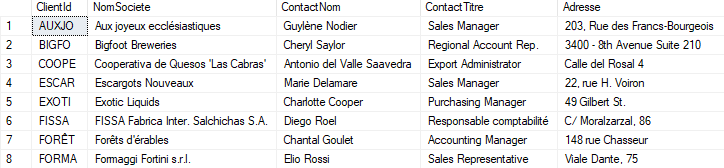 ClientId NomSociete ContactNom ContactTitre Adresse
1 AUXJO Aux joyeux ecclésiastiques Guylène Nodier Sales Manager 203, Rue des Francs-Bourgeois
2 BIGFO Bigfoot Breweries Cheryl Saylor Regional Account Rep. 3400 - 8th Avenue Suite 210
3 COOPE Cooperativa de Quesos 'Las Cabras' Antonio del Valle Saavedra Export Administrator Calle del Rosal 4
4 ESCAR Escargots Nouveaux Marie Delamare Sales Manager 22, rue H. Voiron
5 EXOTI Exotic Liquids Charlotte Cooper Purchasing Manager 49 Gilbert St.
6 FISSA FISSA Fabrica Inter. Salchichas S.A. Diego Roel Responsable comptabilité C/ Moralzarzal, 86
7 FORÊT Forêts d'érables Chantal Goulet Accounting Manager 148 rue Chasseur
8 FORMA Formaggi Fortini s.r.l. Elio Rossi Sales Representative Viale Dante, 75